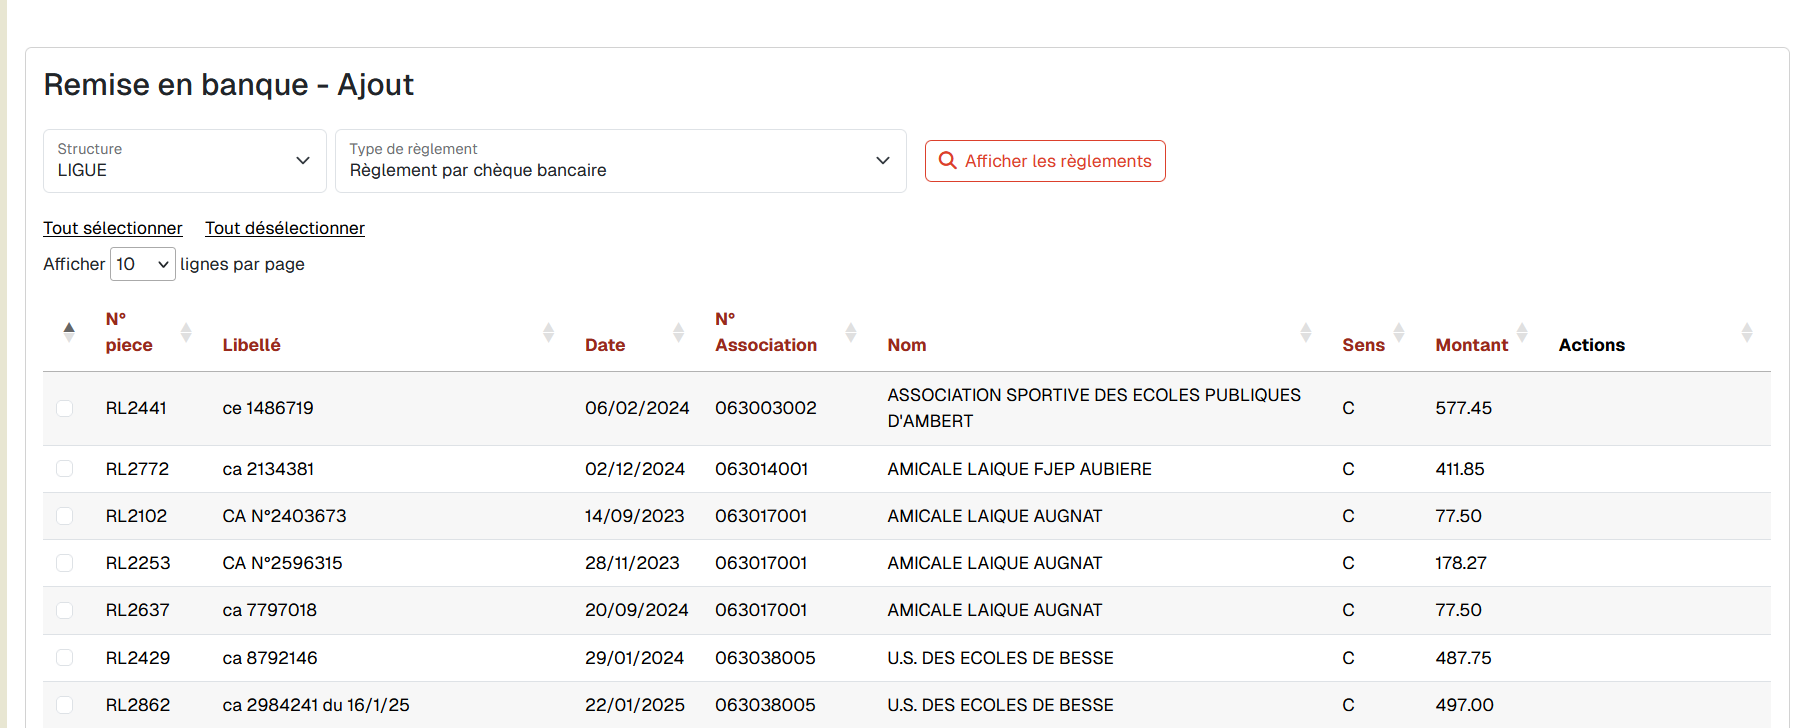 Remise en banque - Ajout
Structure
LIGUE
Type de règlement
Règlement par chèque bancaire
Afficher les règlements
Tout sélectionner Tout désélectionner
Afficher 10 lignes par page
N° piece Libellé Date N° Association Nom Sens Montant Actions
RL2441 ce 1486719 06/02/2024 063003002 ASSOCIATION SPORTIVE DES ECOLES PUBLIQUES D'AMBERT C 577.45
RL2772 ca 2134381 02/12/2024 063014001 AMICALE LAIQUE FJEP AUBIERE C 411.85
RL2102 CA N°2403673 14/09/2023 063017001 AMICALE LAIQUE AUGNAT C 77.50
RL2253 CA N°2596315 28/11/2023 063017001 AMICALE LAIQUE AUGNAT C 178.27
RL2637 ca 7797018 20/09/2024 063017001 AMICALE LAIQUE AUGNAT C 77.50
RL2429 ca 8792146 29/01/2024 063038005 U.S. DES ECOLES DE BESSE C 487.75
RL2862 ca 2984241 du 16/1/25 22/01/2025 063038005 U.S. DES ECOLES DE BESSE C 497.00